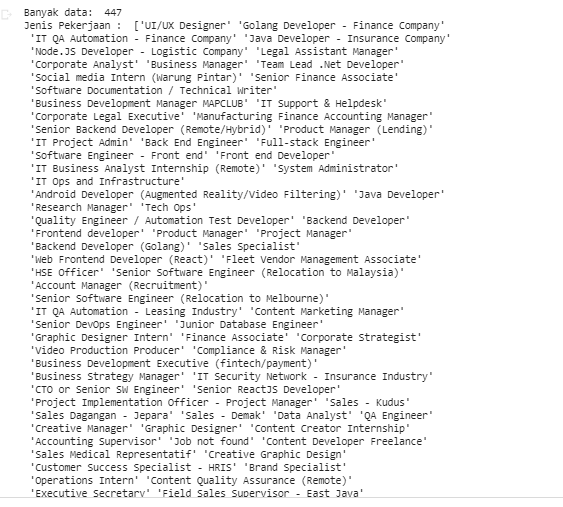 Banyak data:  447
Jenis Pekerjaan :  ['UI/UX Designer' 'Golang Developer - Finance Company'
'IT QA Automation - Finance Company' 'Java Developer - Insurance Company'
'Node.JS Developer - Logistic Company' 'Legal Assistant Manager'
'Corporate Analyst' 'Business Manager' 'Team Lead .Net Developer'
'Social media Intern (Warung Pintar)' 'Senior Finance Associate'
'Software Documentation / Technical Writer'
'Business Development Manager MAPCLUB' 'IT Support & Helpdesk'
'Corporate Legal Executive' 'Manufacturing Finance Accounting Manager'
'Senior Backend Developer (Remote/Hybrid)' 'Product Manager (Lending)'
'IT Project Admin' 'Back End Engineer' 'Full-stack Engineer'
'Software Engineer - Front end' 'Front end Developer'
'IT Business Analyst Internship (Remote)' 'System Administrator'
'IT Ops and Infrastructure'
'Android Developer (Augmented Reality/Video Filtering)' 'Java Developer'
'Research Manager' 'Tech Ops'
'Quality Engineer / Automation Test Developer' 'Backend Developer'
'Frontend developer' 'Product Manager' 'Project Manager'
'Backend Developer (Golang)' 'Sales Specialist'
'Web Frontend Developer (React)' 'Fleet Vendor Management Associate'
'HSE Officer' 'Senior Software Engineer (Relocation to Malaysia)'
'Account Manager (Recruitment)'
'Senior Software Engineer (Relocation to Melbourne)'
'IT QA Automation - Leasing Industry' 'Content Marketing Manager'
'Senior DevOps Engineer' 'Junior Database Engineer'
'Graphic Designer Intern' 'Finance Associate' 'Corporate Strategist'
'Video Production Producer' 'Compliance & Risk Manager'
'Business Development Executive (fintech/payment)'
'Business Strategy Manager' 'IT Security Network - Insurance Industry'
'CTO or Senior SW Engineer' 'Senior ReactJS Developer'
'Project Implementation Officer - Project Manager' 'Sales - Kudus'
'Sales Dagangan - Jepara' 'Sales - Demak' 'Data Analyst' 'QA Engineer'
'Creative Manager' 'Graphic Designer' 'Content Creator Internship'
'Accounting Supervisor' 'Job not found' 'Content Developer Freelance'
'Sales Medical Representatif' 'Creative Graphic Design'
'Customer Success Specialist - HRIS' 'Brand Specialist'
'Operations Intern' 'Content Quality Assurance (Remote)'
'Executive Secretary' 'Field Sales Supervisor - East Java'